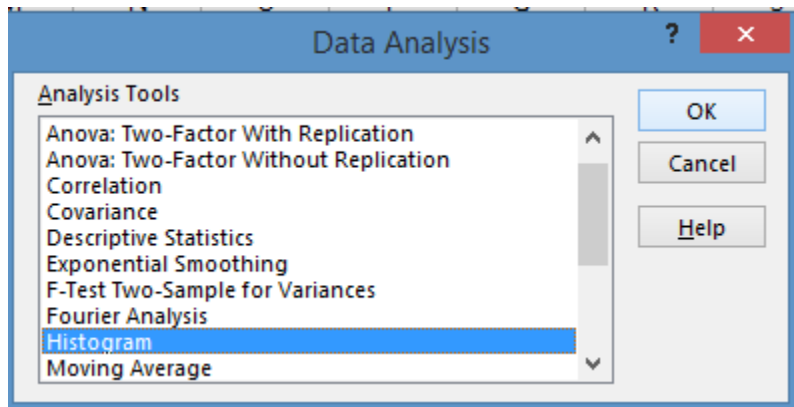 Data Analysis
?
Analysis Tools
Anova: Two-Factor With Replication
Anova: Two-Factor Without Replication
Correlation
Covariance
Descriptive Statistics
Exponential Smoothing
F-Test Two-Sample for Variances
Fourier Analysis
Histogram
Moving Average
OK
Cancel
Help